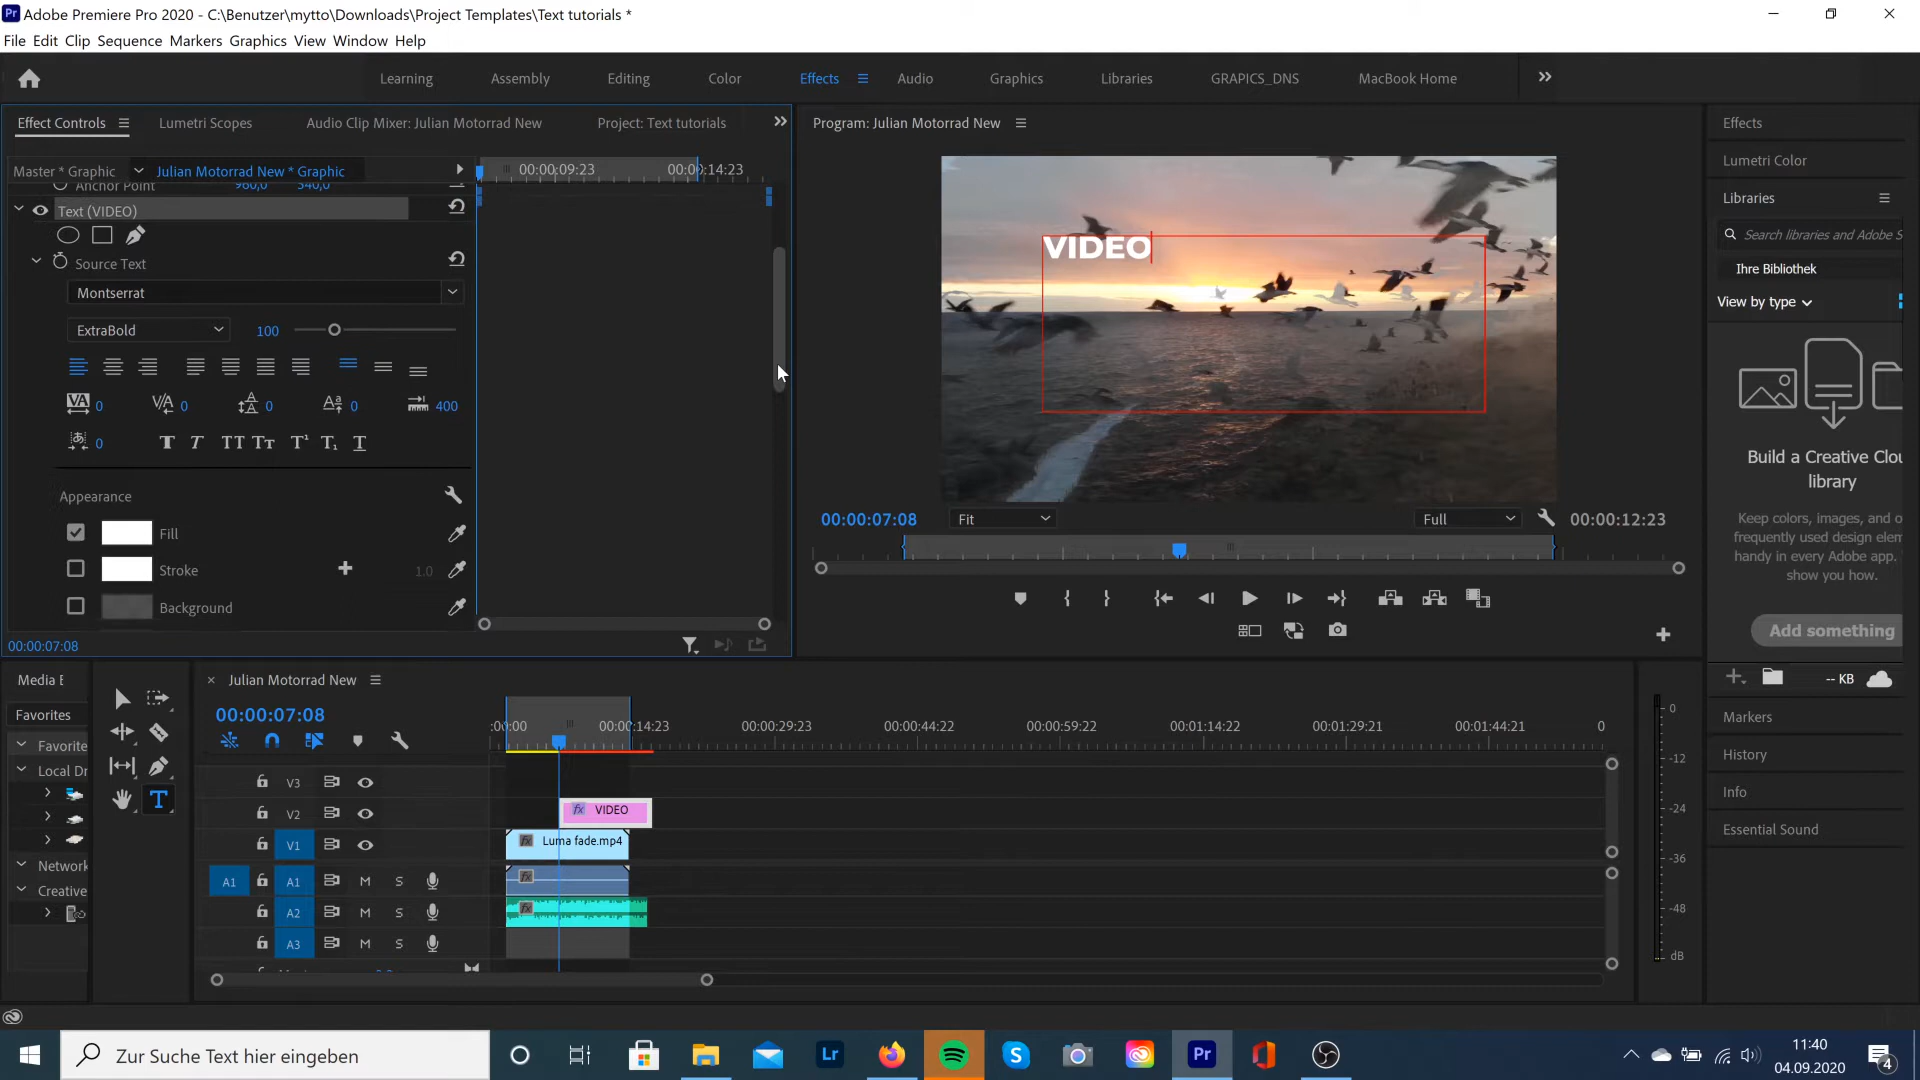 Adobe Premiere Pro 2020 - C:\Benutzer\mytto\Downloads\Project Templates\Text tutorials *
File Edit Clip Sequence Markers Graphics View Window Help
Learning Assembly Editing Color Effects Audio Graphics Libraries GRAPICS_DNS MacBook Home
Effect Controls Lumetri Scopes Audio Clip Mixer: Julian Motorrad New Project: Text tutorials
Master * Graphic Julian Motorrad New * Graphic 00:00:09:23 00:00:14:23
Anchor Point 960,0 540,0
Text (VIDEO)
Source Text
Montserrat
ExtraBold 100
0 0 0 0 400
0
Appearance
Fill
Stroke 1.0
Background
00:00:07:08
Program: Julian Motorrad New
VIDEO
00:00:07:08 Fit Full 00:00:12:23
Effects
Lumetri Color
Libraries
Search libraries and Adobe S
Ihre Bibliothek
View by type
Build a Creative Clou
library
Keep colors, images, and o
frequently used design elem
handy in every Adobe app.
show you how.
Add something
-- KB
Markers
History
Info
Essential Sound
Media E
Favorites
Favorite
Local Dr
Network
Creative
Julian Motorrad New
00:00:07:08
:00:00 00:00:14:23 00:00:29:23 00:00:44:22 00:00:59:22 00:01:14:22 00:01:29:21 00:01:44:21 0
V3
V2 fx VIDEO
V1 fx Luma fade.mp4
A1 A1 M S fx
A2 M S fx
A3 M S
0
-12
-24
-36
-48
dB
Zur Suche Text hier eingeben
Lr
Pr
11:40
04.09.2020
4